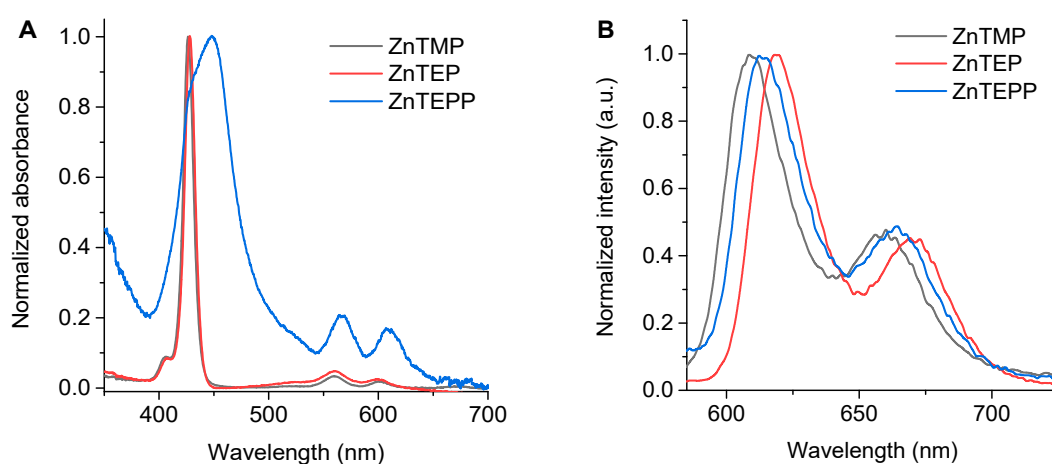 A
ZnTMP
ZnTEP
ZnTEPP
Normalized absorbance
1.0
0.8
0.6
0.4
0.2
0.0
400
500
600
700
Wavelength (nm)
B
ZnTMP
ZnTEP
ZnTEPP
Normalized intensity (a.u.)
1.0
0.8
0.6
0.4
0.2
0.0
600
650
700
Wavelength (nm)